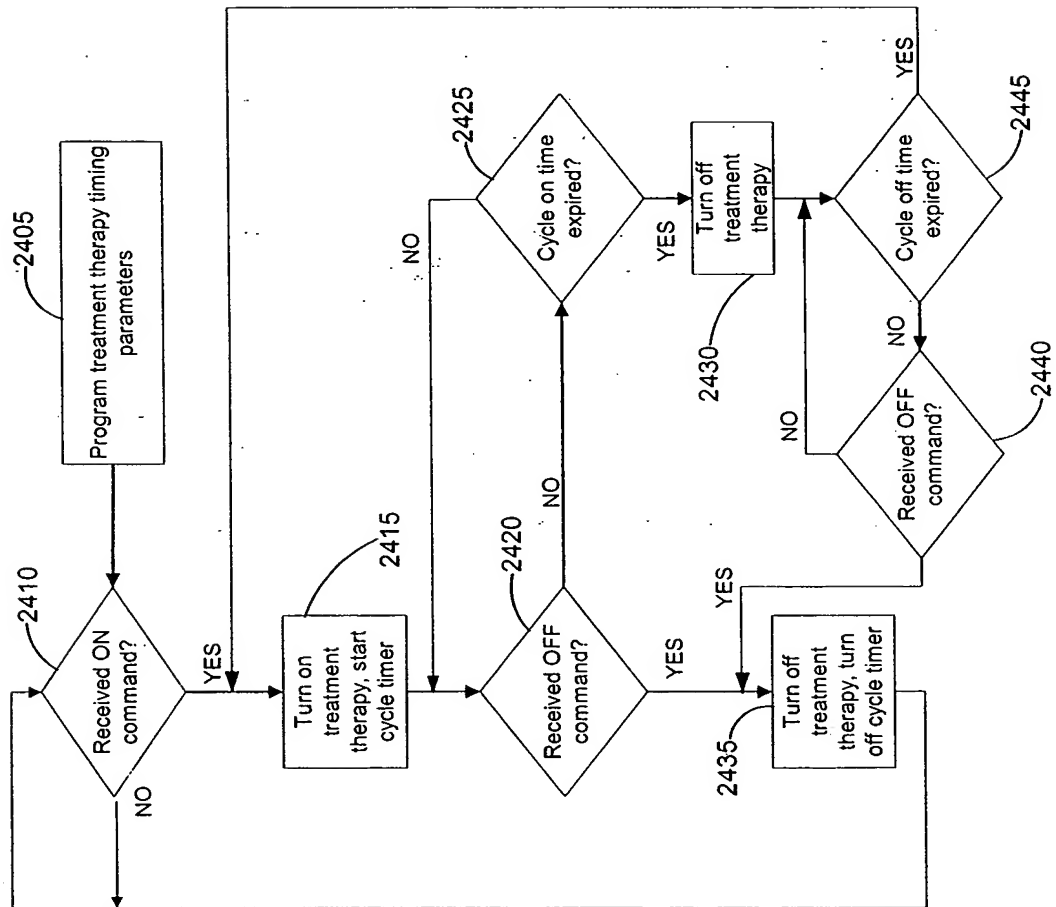 2405
Program treatment therapy timing
parameters
2410
Received ON
command?
NO
YES
2415
Turn on
treatment
therapy, start
cycle timer
2420
Received OFF
command?
NO
YES
2425
Cycle on time
expired?
NO
YES
2430
Turn off
treatment
therapy
2445
Cycle off time
expired?
YES
NO
2440
Received OFF
command?
NO
YES
2435
Turn off
treatment
therapy, turn
off cycle timer